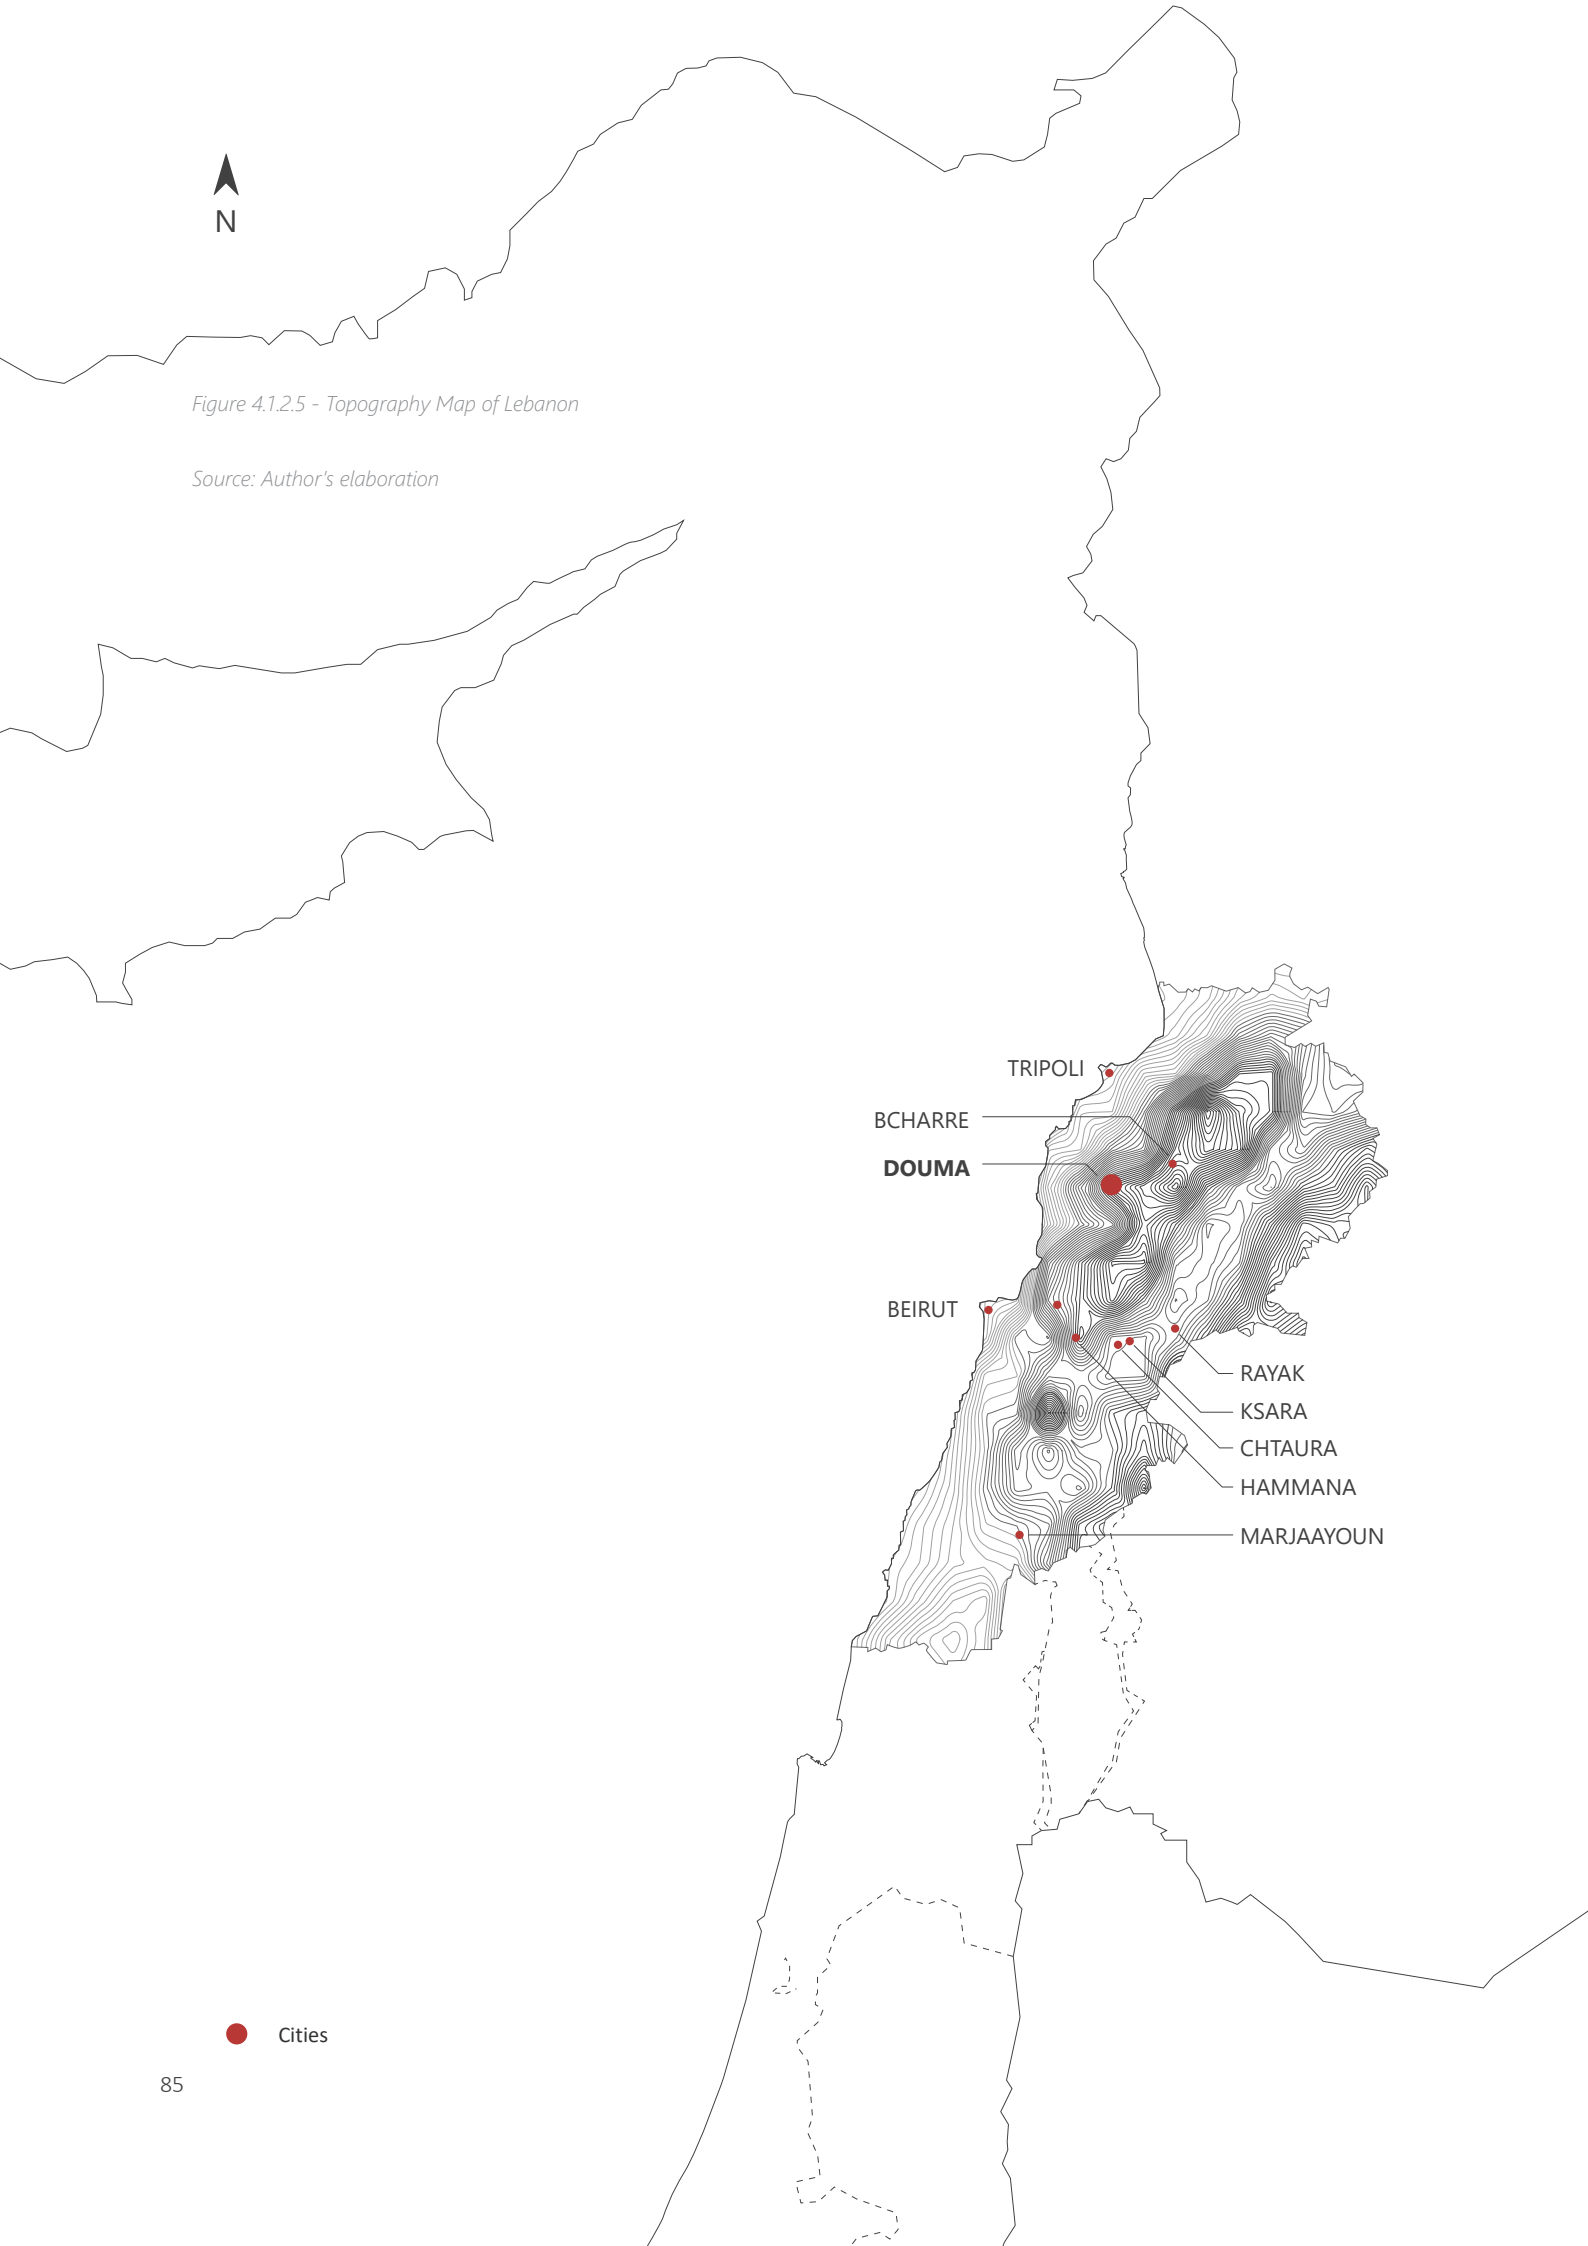 N
Figure 4.1.2.5 - Topography Map of Lebanon
Source: Author's elaboration
TRIPOLI
BCHARRE
DOUMA
BEIRUT
RAYAK
KSARA
CHTAURA
HAMMANA
MARJAAYOUN
Cities
85